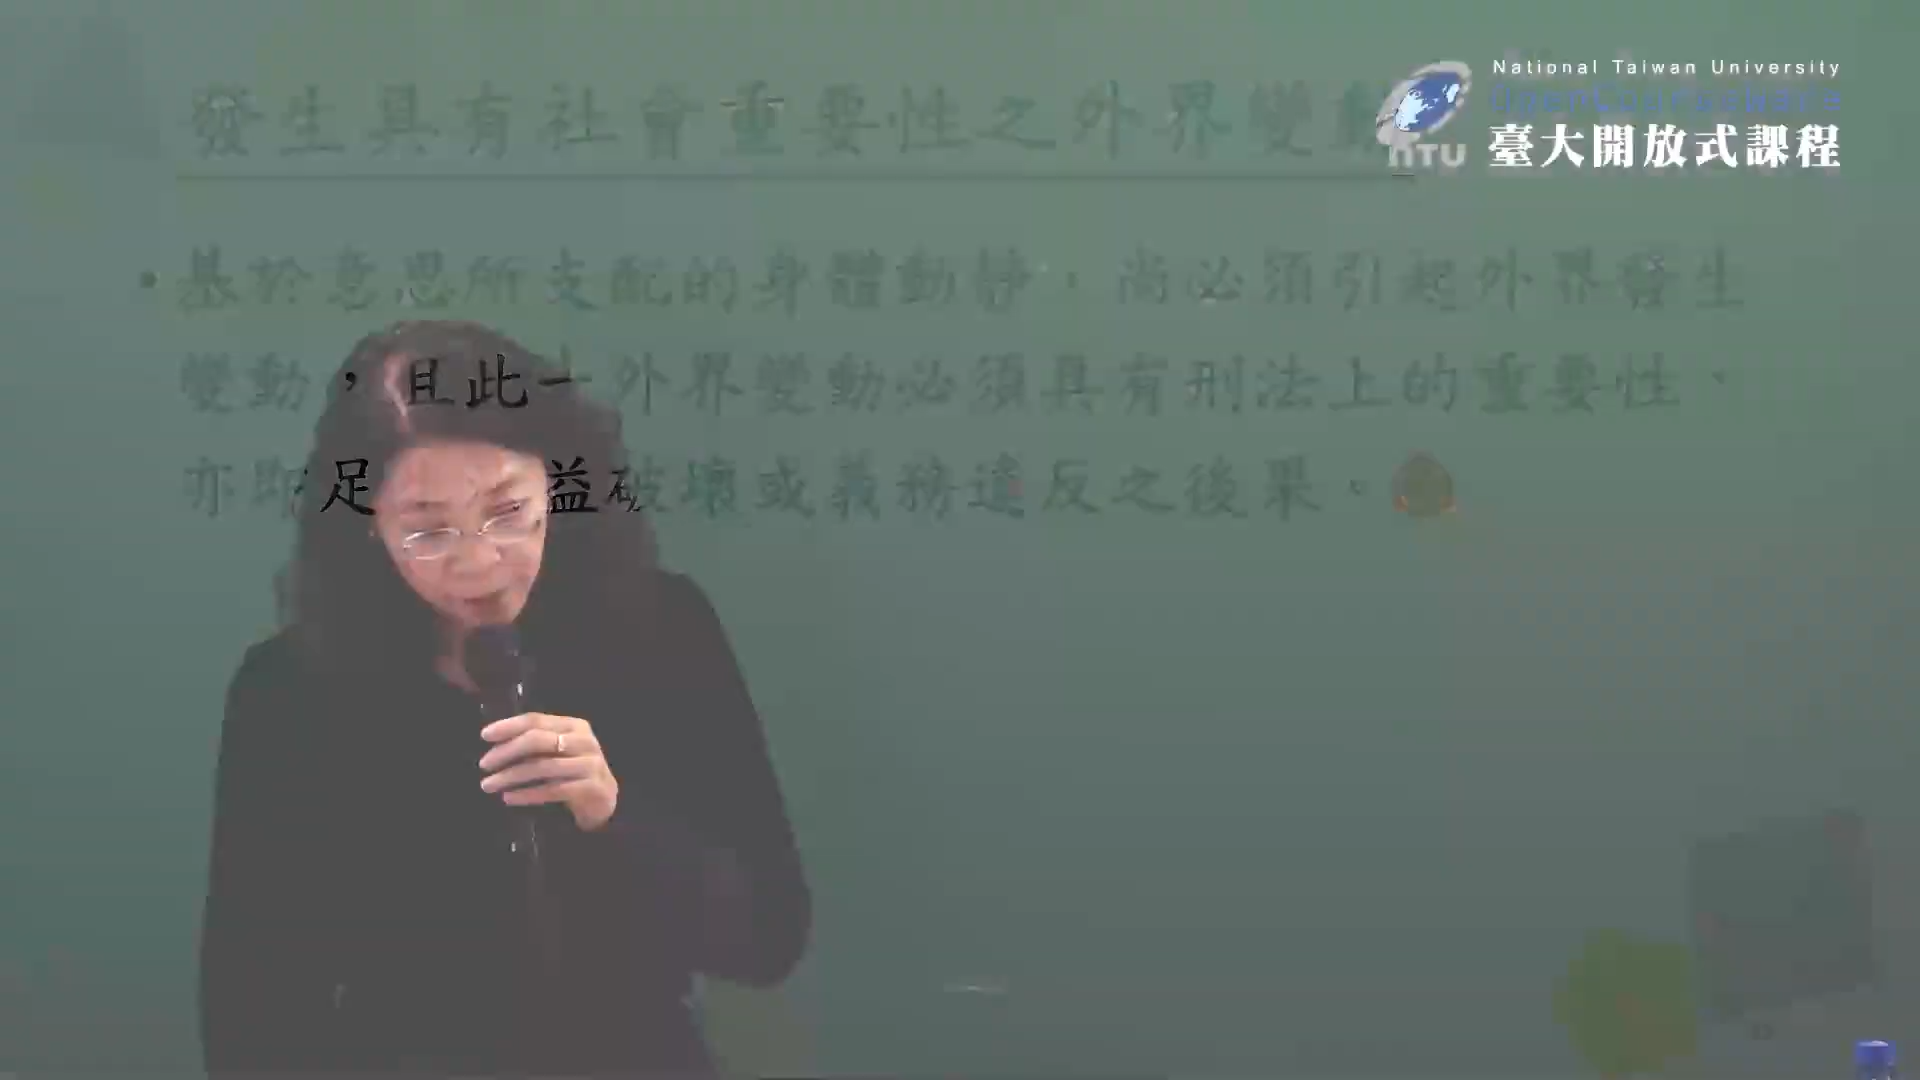 National Taiwan University
OpenCourseWare
NTU 臺大開放式課程
發生具有社會重要性之外界變動
•基於意思所支配的身體動靜，尚必須引起外界發生
變動，且此一外界變動必須具有刑法上的重要性，
亦即足 益破壞或義務違反之後果。